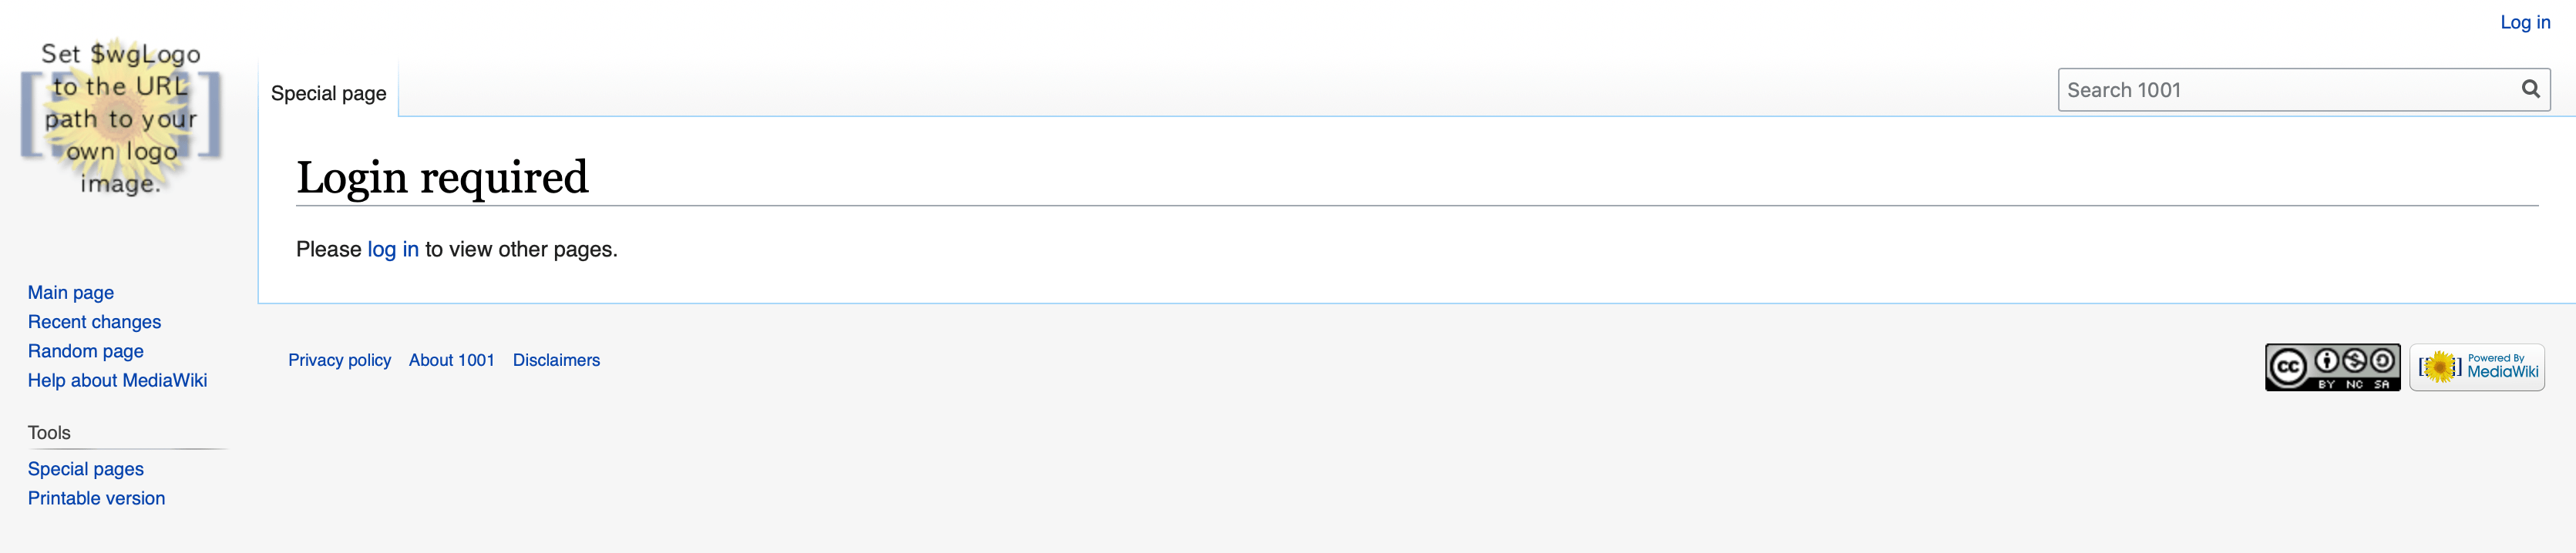 Log in
Set $wgLogo
to the URL
path to your
own logo
image.
Special page
Search 1001
Login required
Please log in to view other pages.
Main page
Recent changes
Random page
Help about MediaWiki
Tools
Special pages
Printable version
Privacy policy About 1001 Disclaimers
cc
BY NC SA
Powered By
MediaWiki